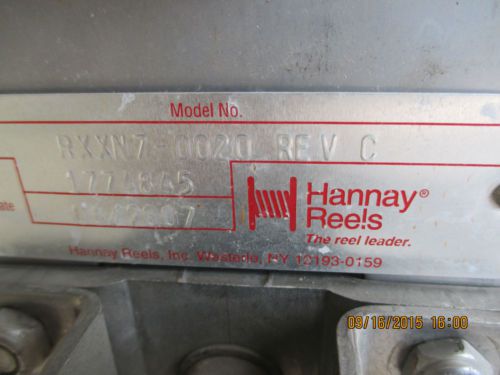 Model No.
RXXN7-0020 REV C
Hannay®
Reels
The reel leader.
Hannay Reels, Inc. Westerlo, NY 12193-0159
09/16/2015 16:00